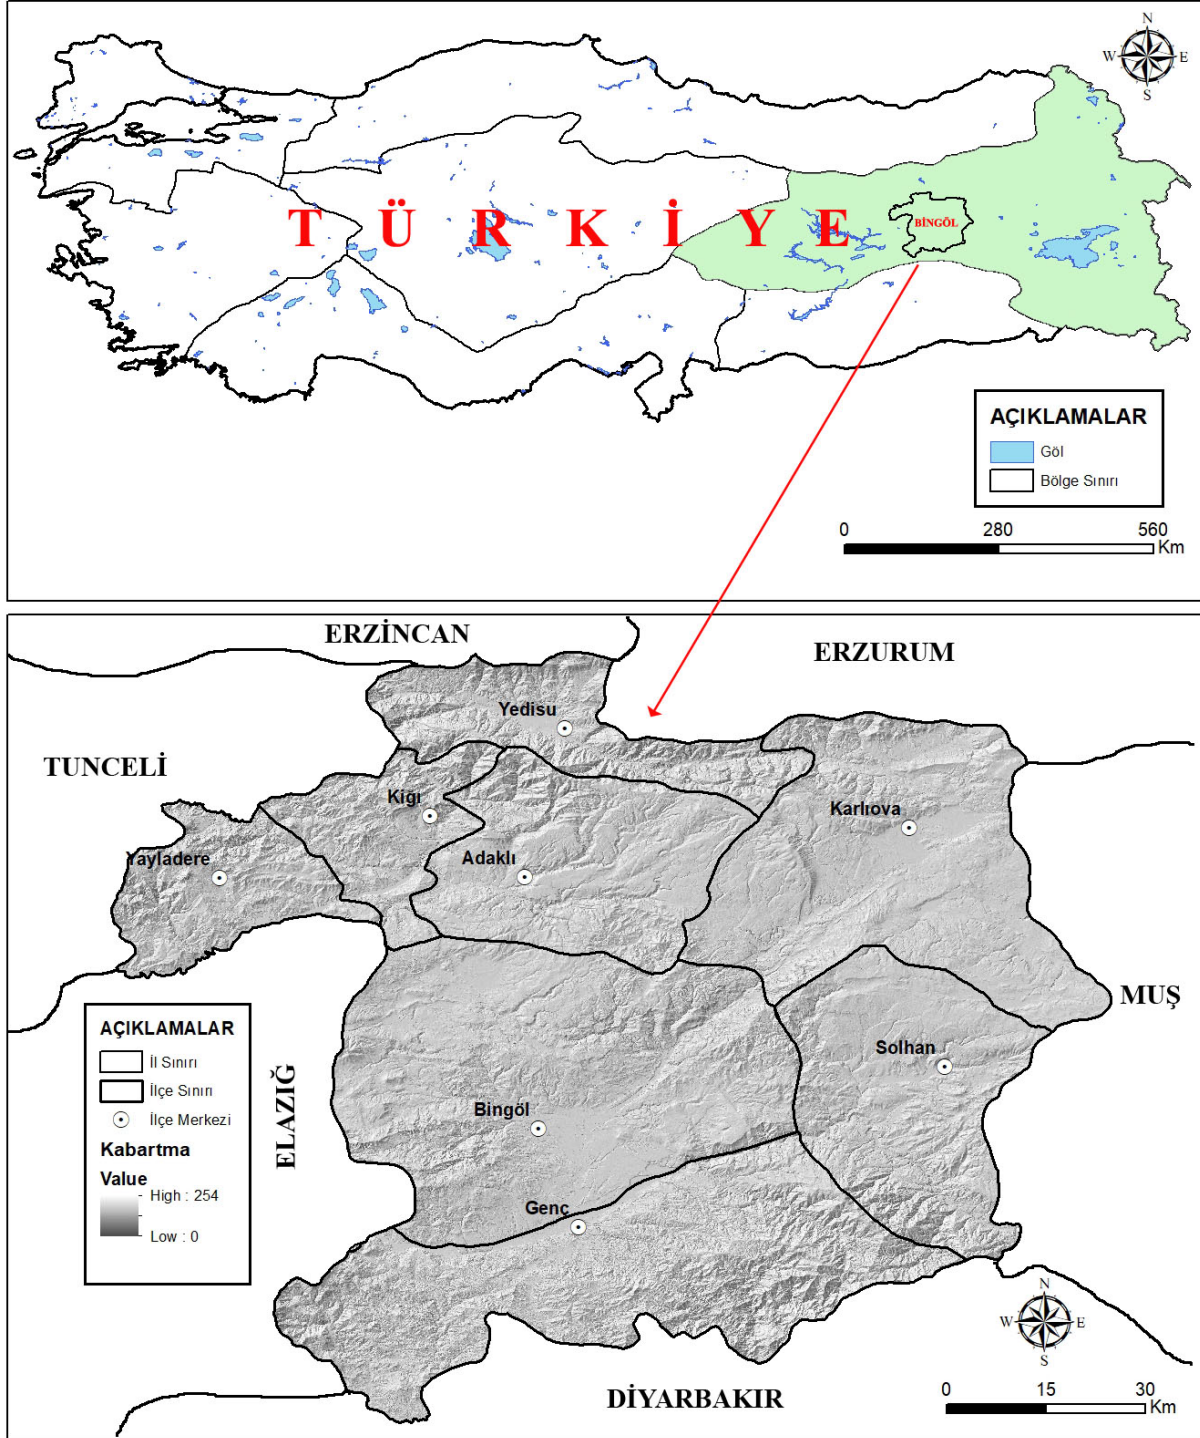 N
W E
S
T Ü R K İ Y E
BİNGÖL
AÇIKLAMALAR
Göl
Bölge Sınırı
0 280 560
Km
ERZİNCAN
ERZURUM
TUNCELİ
Yedisu
Kiğı
Karlıova
Yayladere
Adaklı
MUŞ
Solhan
ELAZIĞ
Bingöl
Genç
DİYARBAKIR
AÇIKLAMALAR
İl Sınırı
İlçe Sınırı
İlçe Merkezi
Kabartma
Value
High : 254
Low : 0
N
W E
S
0 15 30
Km